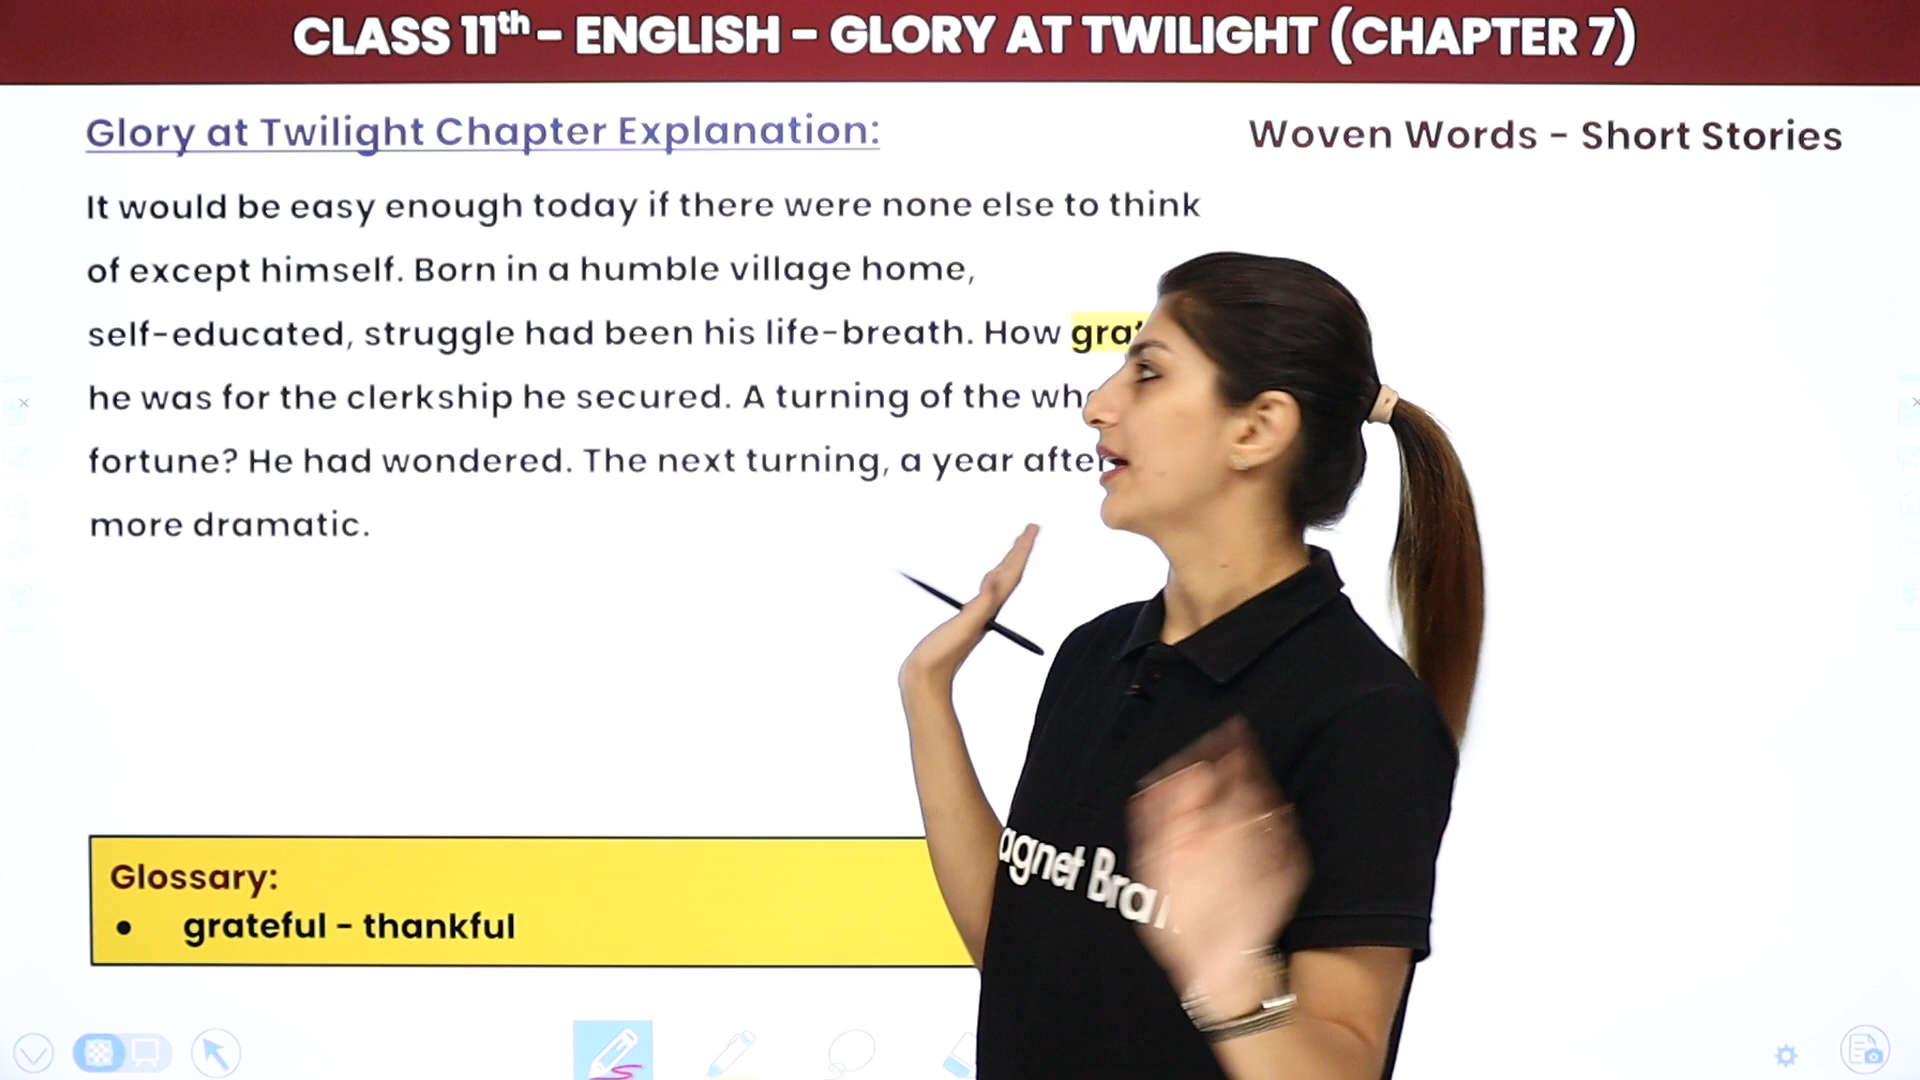 CLASS 11th - ENGLISH - GLORY AT TWILIGHT (CHAPTER 7)
Glory at Twilight Chapter Explanation:
Woven Words - Short Stories
It would be easy enough today if there were none else to think
of except himself. Born in a humble village home,
self-educated, struggle had been his life-breath. How
he was for the clerkship he secured. A turning of the
fortune? He had wondered. The next turning, a year after
more dramatic.
Glossary:
• grateful - thankful
agnet Bra